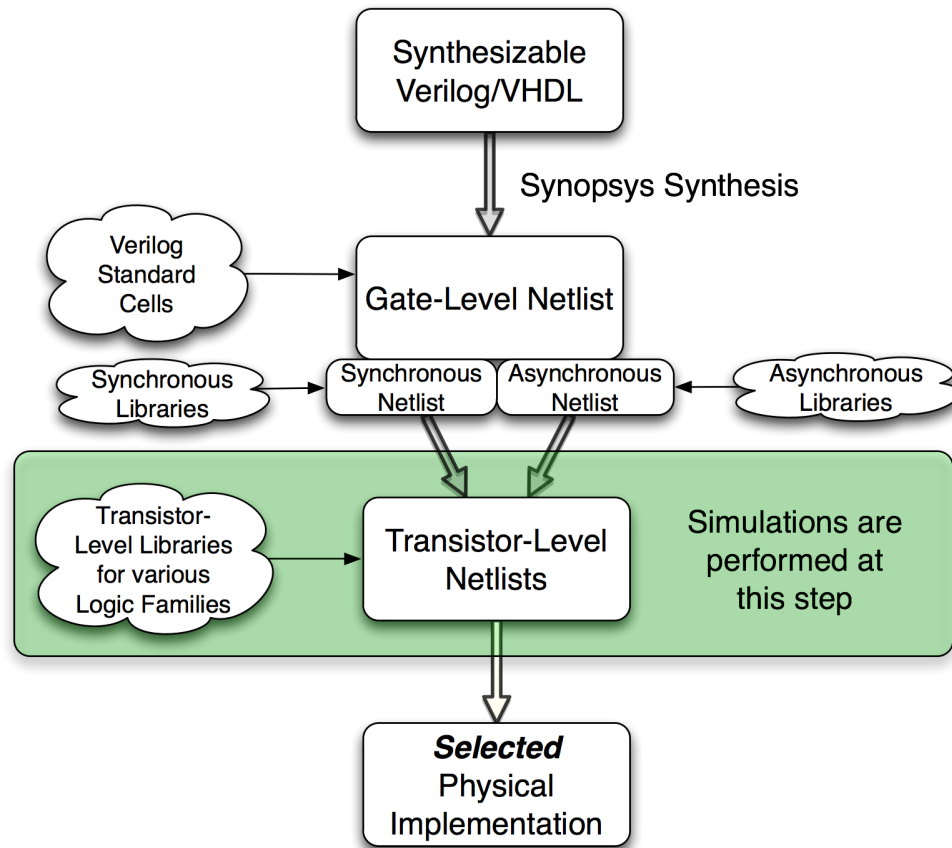 Synthesizable
Verilog/VHDL
Synopsys Synthesis
Verilog
Standard
Cells
Gate-Level Netlist
Synchronous
Libraries
Synchronous
Netlist
Asynchronous
Netlist
Asynchronous
Libraries
Transistor-
Level Libraries
for various
Logic Families
Transistor-Level
Netlists
Simulations are
performed at
this step
Selected
Physical
Implementation